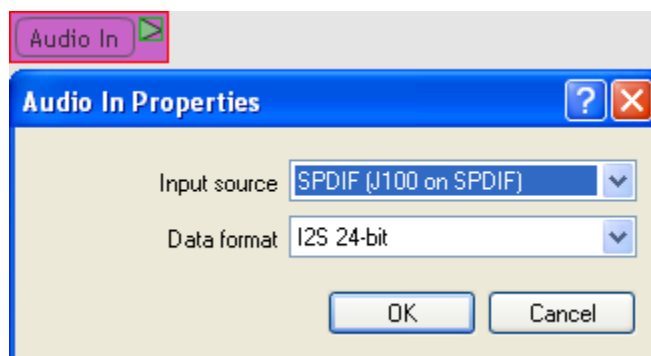 Audio In
Audio In Properties
Input source SPDIF (J100 on SPDIF)
Data format I2S 24-bit
OK Cancel